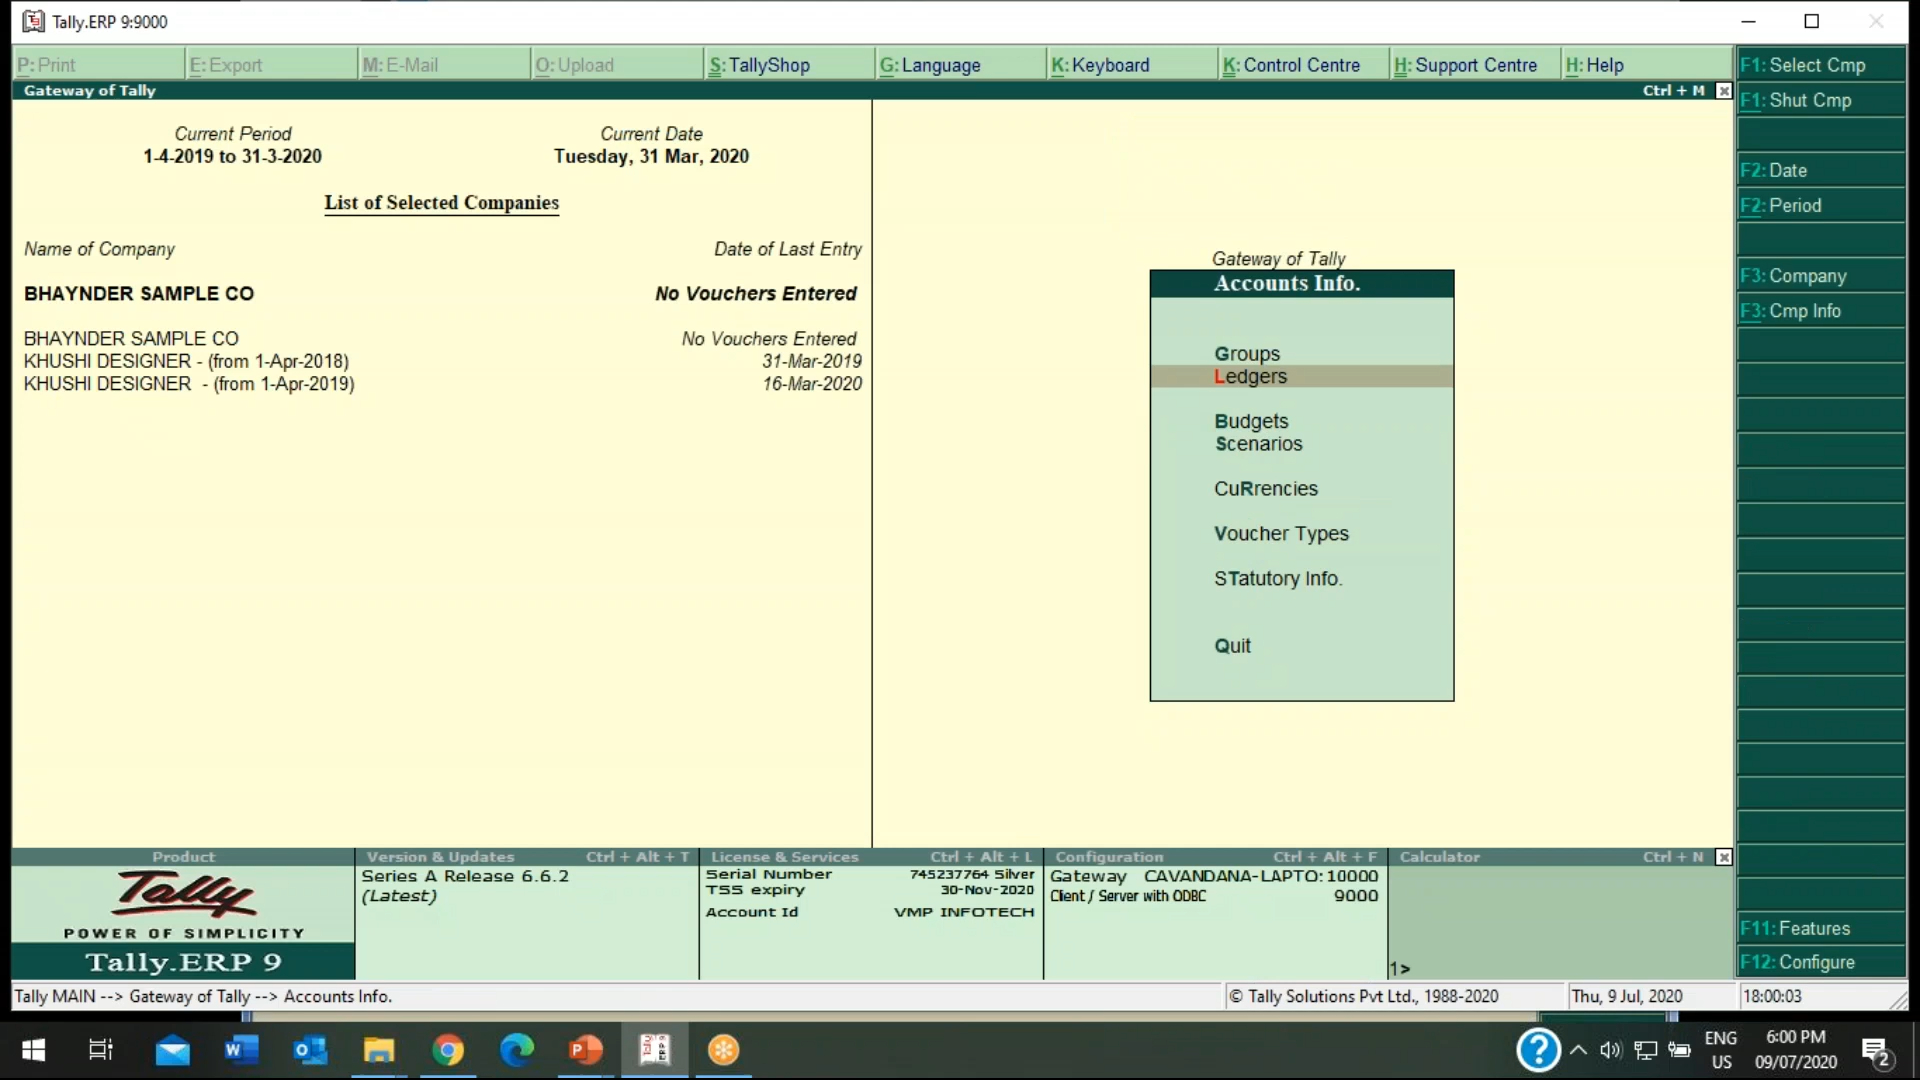 Tally.ERP 9:9000
P: Print
E: Export
M: E-Mail
O: Upload
S: TallyShop
G: Language
K: Keyboard
K: Control Centre
H: Support Centre
H: Help
Gateway of Tally
Ctrl + M
Current Period
Current Date
1-4-2019 to 31-3-2020
Tuesday, 31 Mar, 2020
List of Selected Companies
Name of Company
Date of Last Entry
BHAYNDER SAMPLE CO
No Vouchers Entered
BHAYNDER SAMPLE CO
No Vouchers Entered
KHUSHI DESIGNER - (from 1-Apr-2018)
31-Mar-2019
KHUSHI DESIGNER - (from 1-Apr-2019)
16-Mar-2020
Gateway of Tally
Accounts Info.
Groups
Ledgers
Budgets
Scenarios
CuRrencies
Voucher Types
STatutory Info.
Quit
F1: Select Cmp
F1: Shut Cmp
F2: Date
F2: Period
F3: Company
F3: Cmp Info
F11: Features
F12: Configure
Product
Tally
POWER OF SIMPLICITY
Tally.ERP 9
Version & Updates
Ctrl + Alt + T
Series A Release 6.6.2
(Latest)
License & Services
Ctrl + Alt + L
Serial Number
745237764 Silver
TSS expiry
30-Nov-2020
Account Id
VMP INFOTECH
Configuration
Ctrl + Alt + F
Gateway
CAVANDANA-LAPTO:10000
Client / Server with ODBC
9000
Calculator
Ctrl + N
1>
Tally MAIN --> Gateway of Tally --> Accounts Info.
© Tally Solutions Pvt Ltd., 1988-2020
Thu, 9 Jul, 2020
18:00:03
ENG
US
6:00 PM
09/07/2020
2